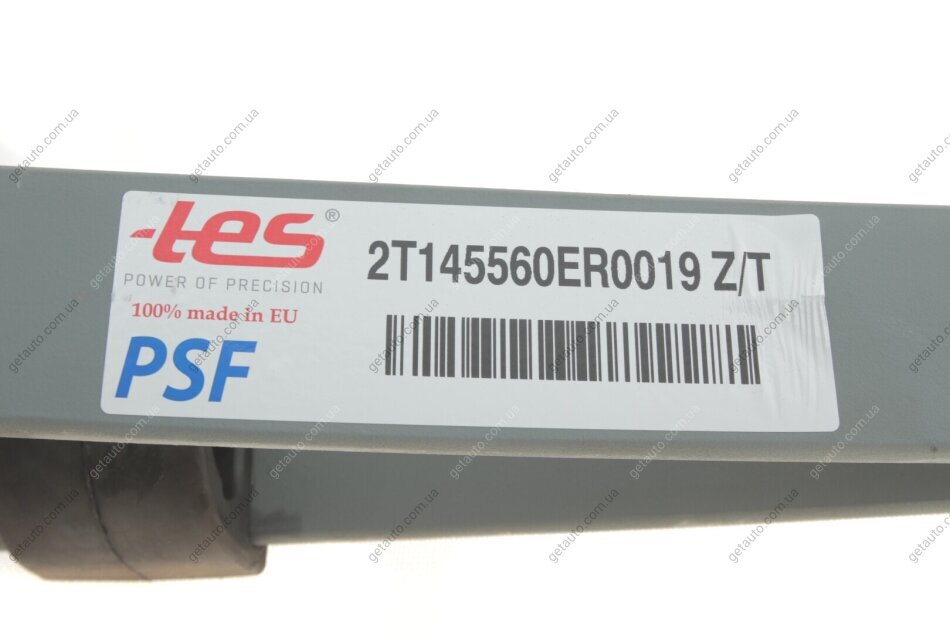 tes®
POWER OF PRECISION
100% made in EU
PSF
2T145560ER0019 Z/T
getauto.com.ua